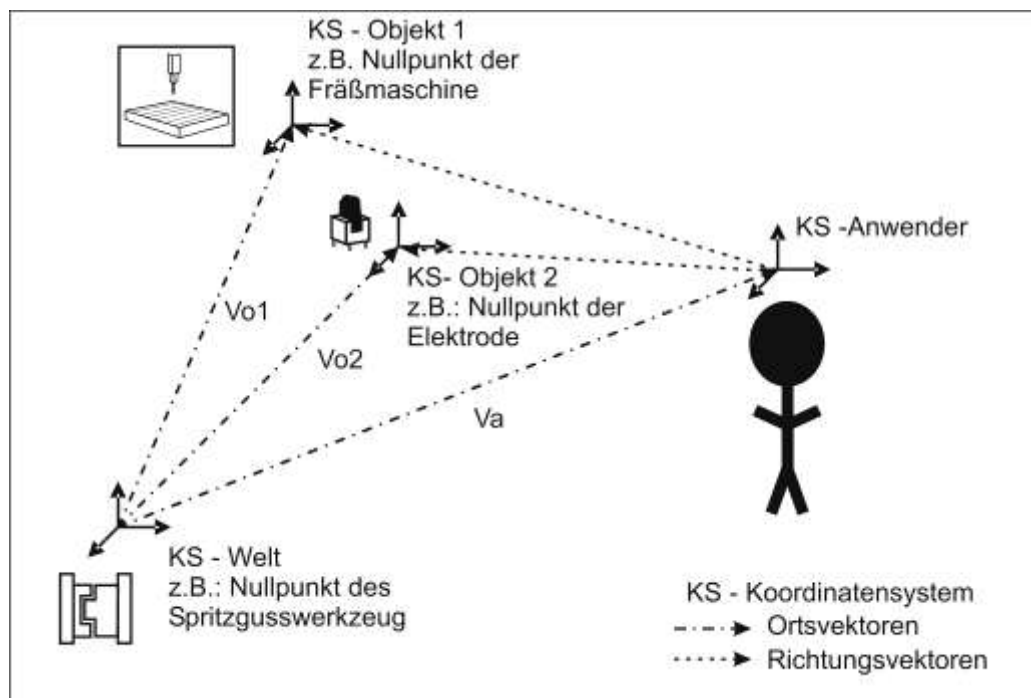 KS - Objekt 1
z.B. Nullpunkt der
Fräßmaschine
KS -Anwender
KS- Objekt 2
z.B.: Nullpunkt der
Elektrode
Vo1
Vo2
Va
KS - Welt
z.B.: Nullpunkt des
Spritzgusswerkzeug
KS - Koordinatensystem
Ortsvektoren
Richtungsvektoren